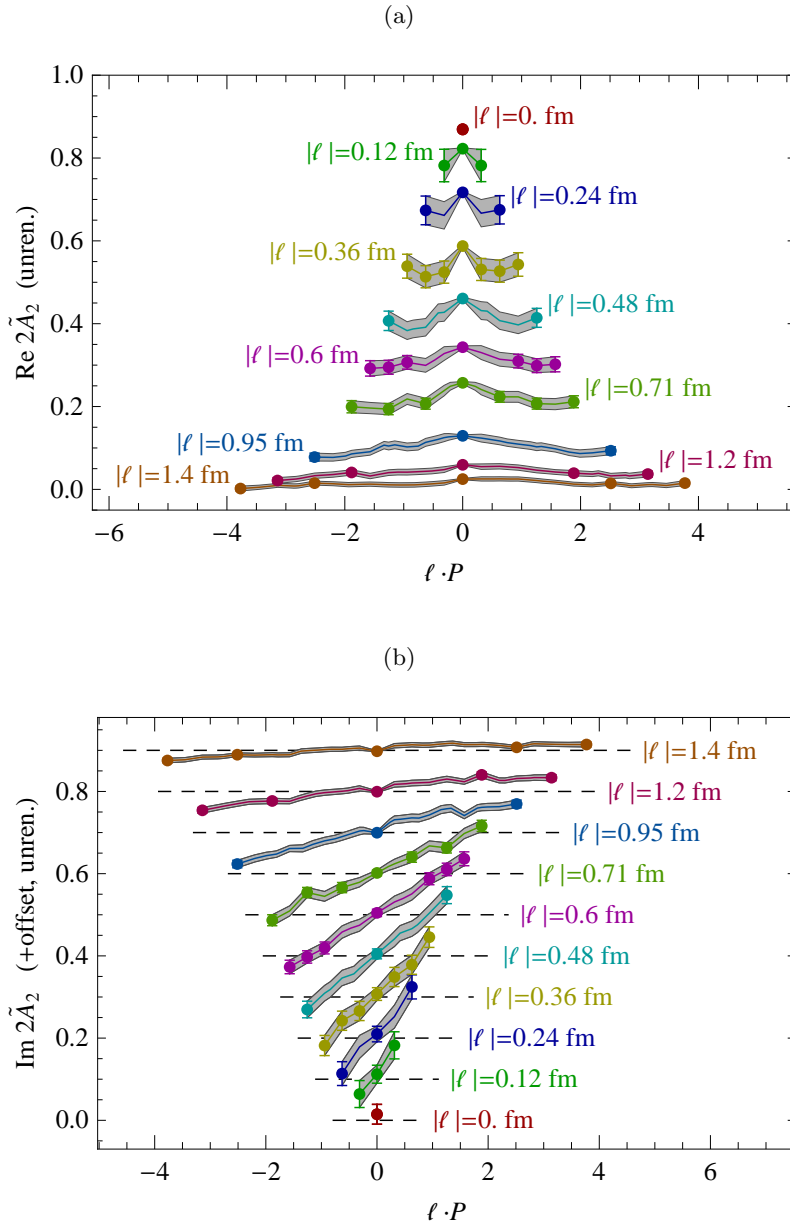 (a)
Re 2Ã₂ (unren.)
1.0
0.8
0.6
0.4
0.2
0.0
|ℓ|=0. fm
|ℓ|=0.12 fm
|ℓ|=0.24 fm
|ℓ|=0.36 fm
|ℓ|=0.48 fm
|ℓ|=0.6 fm
|ℓ|=0.71 fm
|ℓ|=0.95 fm
|ℓ|=1.2 fm
|ℓ|=1.4 fm
−6 −4 −2 0 2 4 6
ℓ·P
(b)
Im 2Ã₂ (+offset, unren.)
0.8
0.6
0.4
0.2
0.0
|ℓ|=1.4 fm
|ℓ|=1.2 fm
|ℓ|=0.95 fm
|ℓ|=0.71 fm
|ℓ|=0.6 fm
|ℓ|=0.48 fm
|ℓ|=0.36 fm
|ℓ|=0.24 fm
|ℓ|=0.12 fm
|ℓ|=0. fm
−4 −2 0 2 4 6
ℓ·P